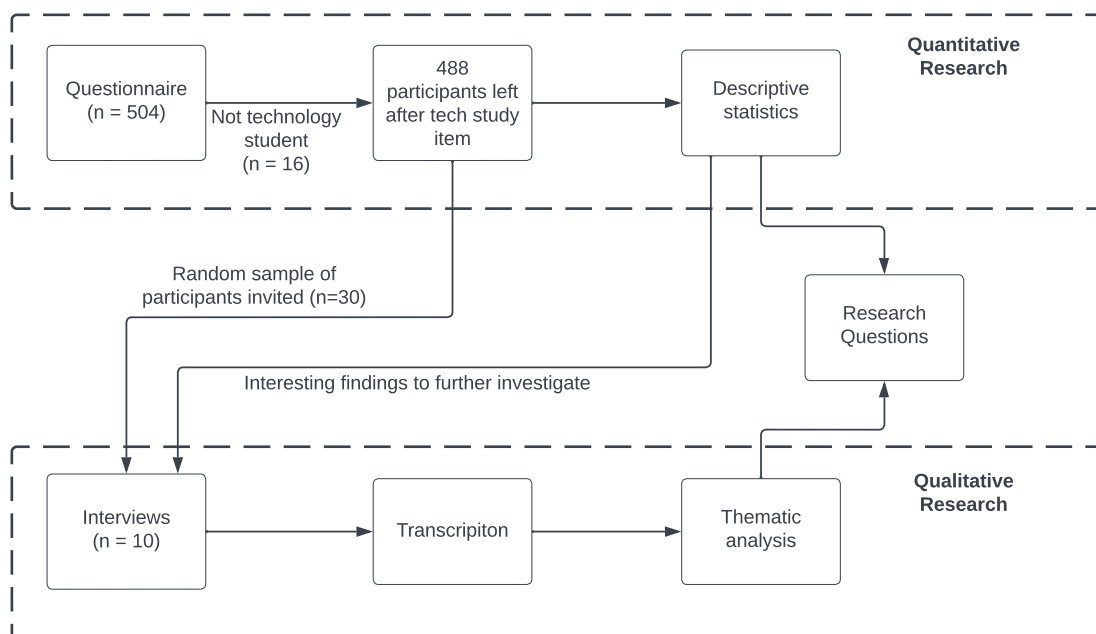 Questionnaire
(n = 504)
Not technology
student
(n = 16)
488
participants left
after tech study
item
Descriptive
statistics
Quantitative
Research
Random sample of
participants invited (n=30)
Interesting findings to further investigate
Research
Questions
Interviews
(n = 10)
Transcripiton
Thematic
analysis
Qualitative
Research